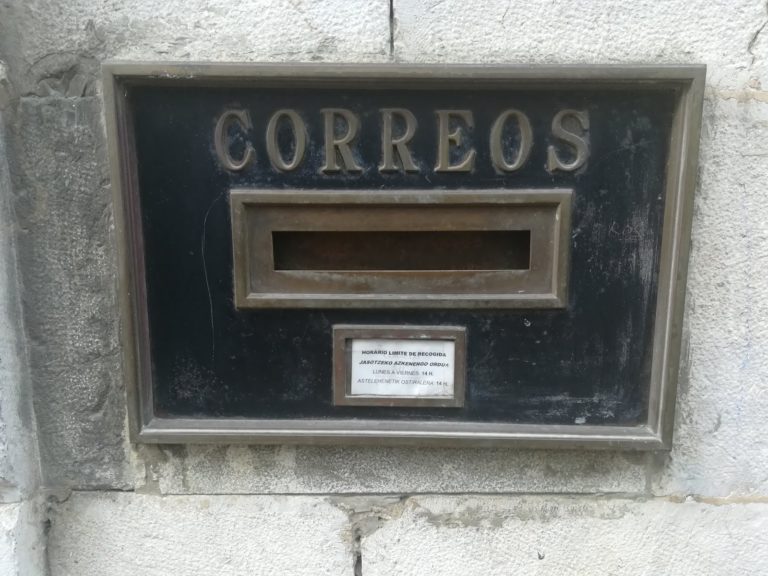 CORREOS
HORARIO LIMITE DE RECOGIDA
JASOTZEKO AZKENENGO ORDUA
LUNES A VIERNES: 14 H.
ASTELEHENETIK OSTIRALERA: 14 H.